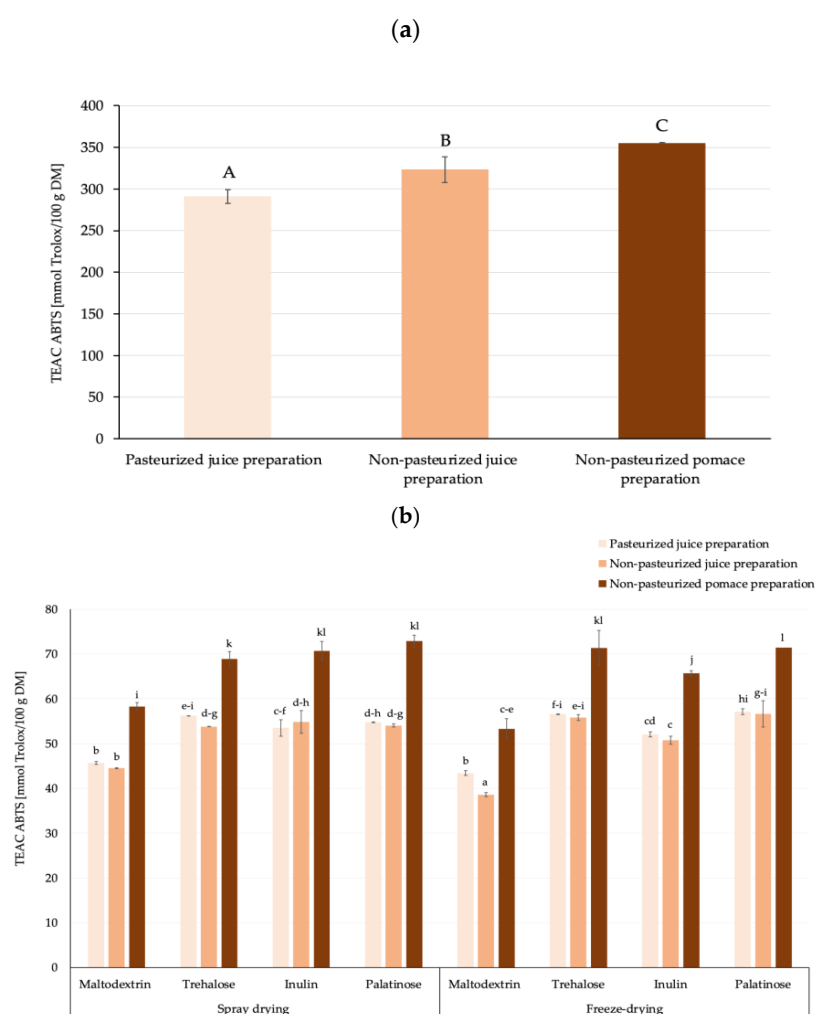 (a)
400
350
300
250
200
150
100
50
0
TEAC ABTS [mmol Trolox/100 g DM]
A
B
C
Pasteurized juice preparation
Non-pasteurized juice
preparation
Non-pasteurized pomace
preparation
(b)
Pasteurized juice preparation
Non-pasteurized juice preparation
Non-pasteurized pomace preparation
80
70
60
50
40
30
20
10
0
TEAC ABTS [mmol Trolox/100 g DM]
b b i e-i d-g k c-f d-h kl d-h d-g kl b a c-e f-i e-i kl cd c j hi g-i l
Maltodextrin Trehalose Inulin Palatinose Maltodextrin Trehalose Inulin Palatinose
Spray drying Freeze-drying